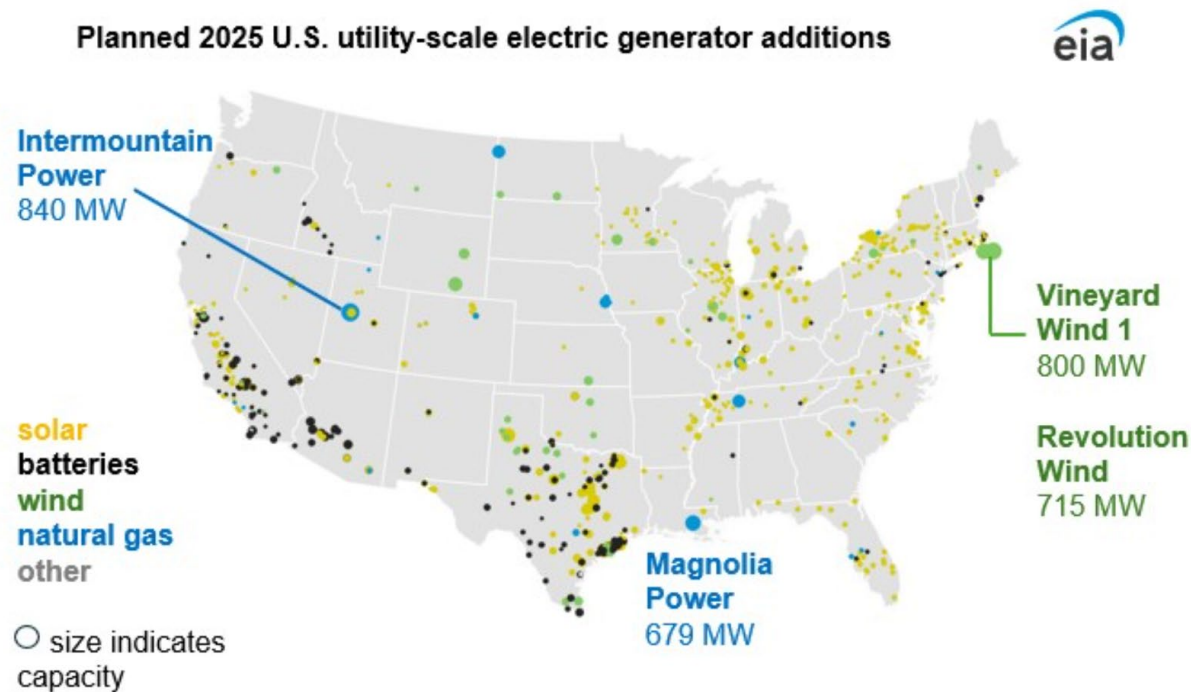 Planned 2025 U.S. utility-scale electric generator additions
eia
Intermountain
Power
840 MW
Vineyard
Wind 1
800 MW
Revolution
Wind
715 MW
solar
batteries
wind
natural gas
other
Magnolia
Power
679 MW
size indicates
capacity